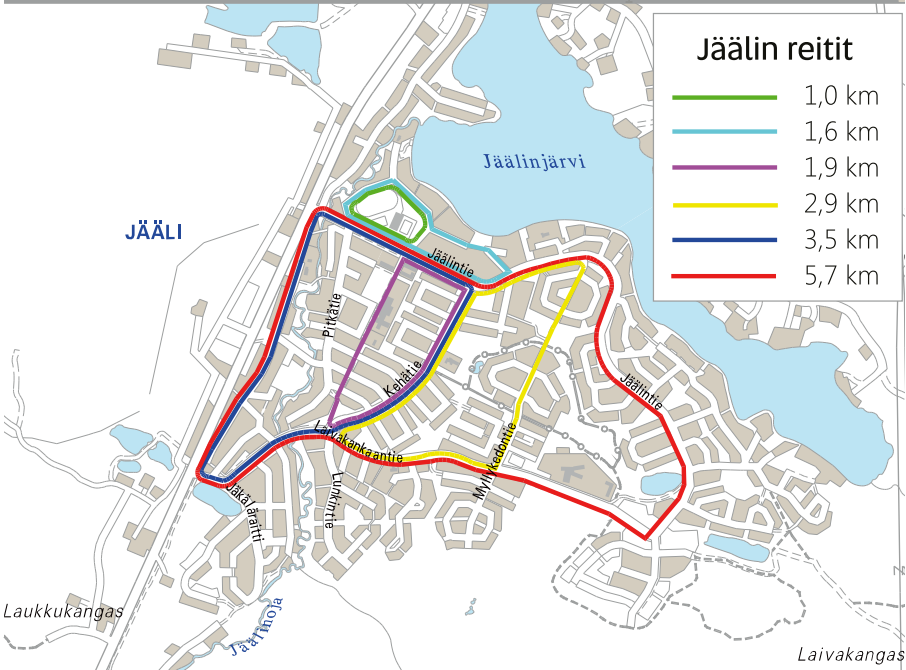 Jäälin reitit
1,0 km
1,6 km
1,9 km
2,9 km
3,5 km
5,7 km
Jäälinjärvi
JÄÄLI
Jäälintie
Pitkätie
Kehätie
Jäälintie
Laivakankaantie
Myllykedontie
Lunkintie
Jäkäläraitti
Jäälinoja
Laukkukangas
Laivakangas